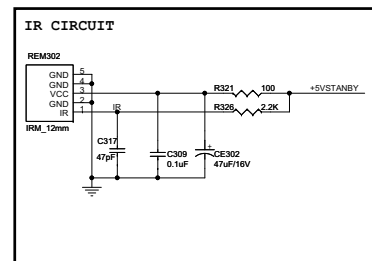 IR CIRCUIT
REM302
GND 5
GND 4
VCC 3
GND 2
IR 1
IRM_12mm
IR
R321 100 +5VSTANBY
R326 2.2K
C317
47pF
C309
0.1uF
+
CE302
47uF/16V